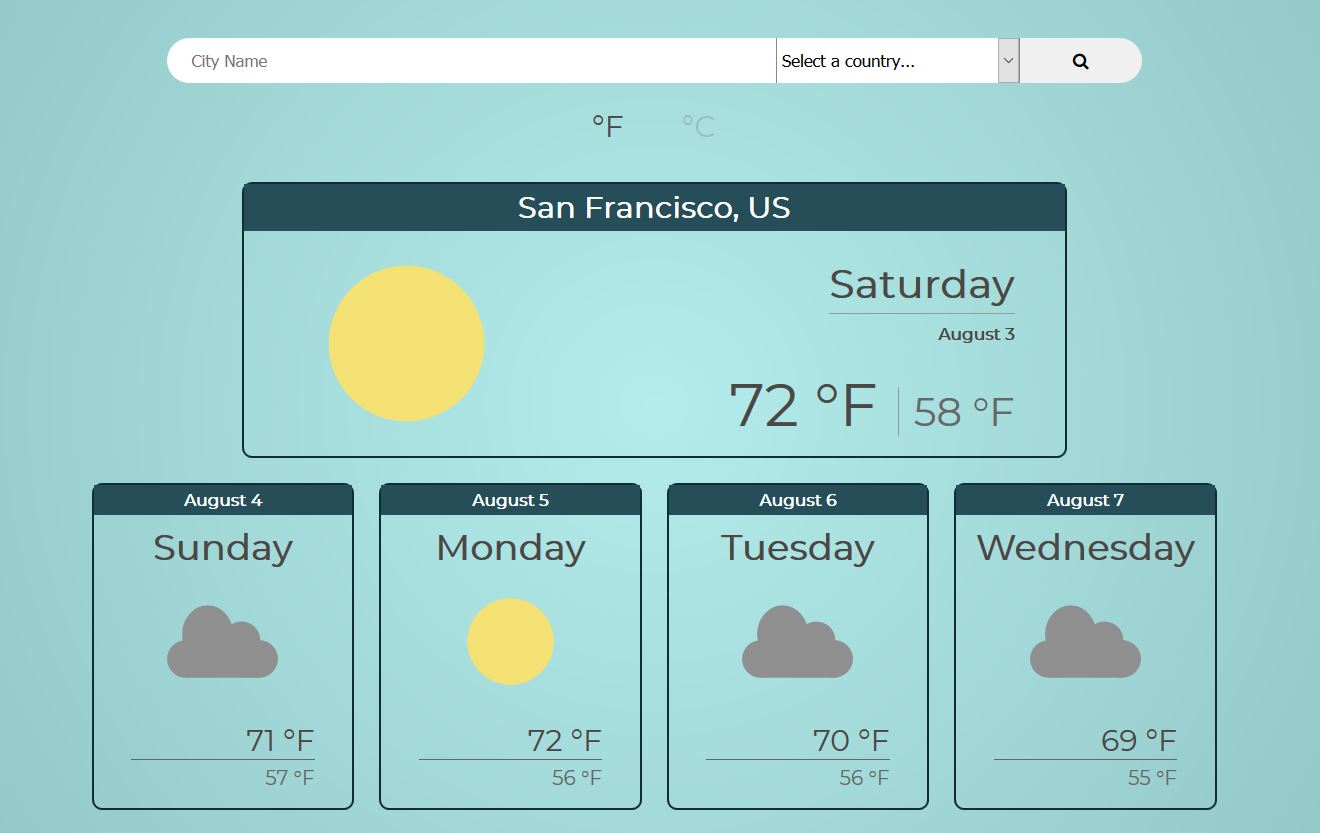 City Name
Select a country...
°F
°C
San Francisco, US
Saturday
August 3
72 °F
58 °F
August 4
Sunday
71 °F
57 °F
August 5
Monday
72 °F
56 °F
August 6
Tuesday
70 °F
56 °F
August 7
Wednesday
69 °F
55 °F